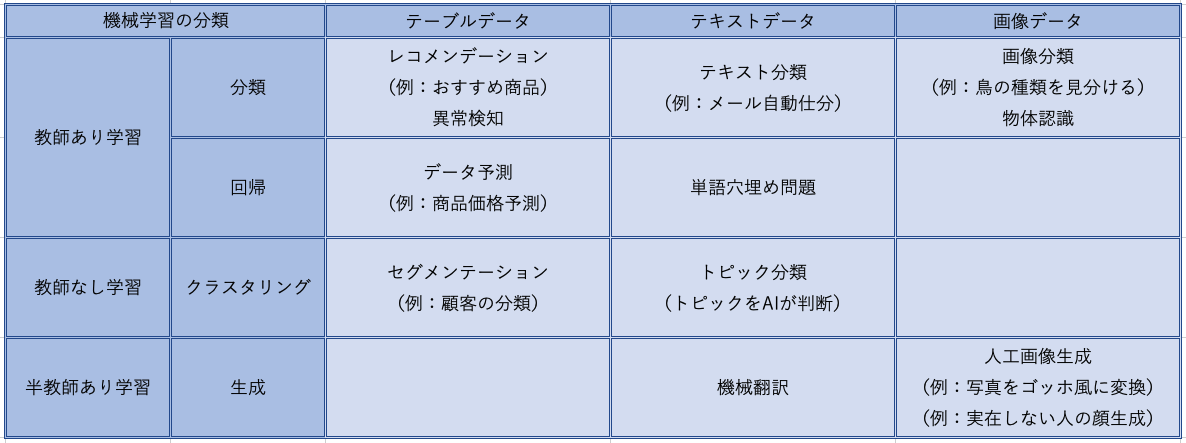 機械学習の分類
テーブルデータ
テキストデータ
画像データ
教師あり学習
分類
レコメンデーション
（例：おすすめ商品）
異常検知
テキスト分類
（例：メール自動仕分）
画像分類
（例：鳥の種類を見分ける）
物体認識
回帰
データ予測
（例：商品価格予測）
単語穴埋め問題
教師なし学習
クラスタリング
セグメンテーション
（例：顧客の分類）
トピック分類
（トピックをAIが判断）
半教師あり学習
生成
機械翻訳
人工画像生成
（例：写真をゴッホ風に変換）
（例：実在しない人の顔生成）